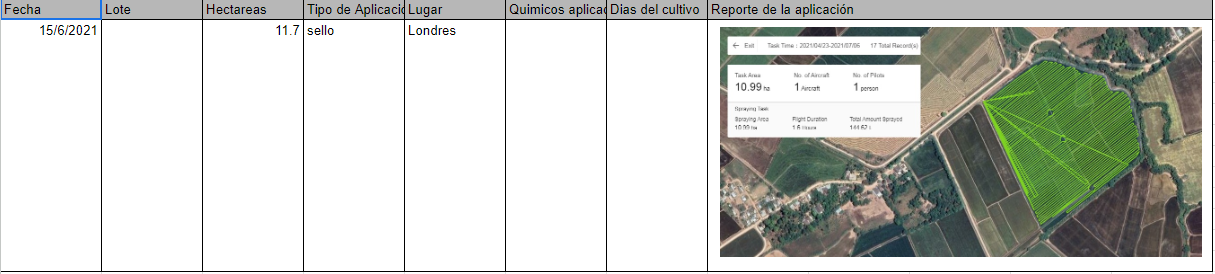 Fecha Lote Hectareas Tipo de Aplicació Lugar Quimicos aplicad Dias del cultivo Reporte de la aplicación
15/6/2021 11.7 sello Londres
← Exit Task Time : 2021/04/23-2021/07/06 17 Total Record(s)
Task Area No. of Aircraft No. of Pilots
10.99 ha 1 Aircraft 1 person
Spraying Task
Spraying Area Flight Duration Total Amount Sprayed
10.99 ha 1.6 Hours